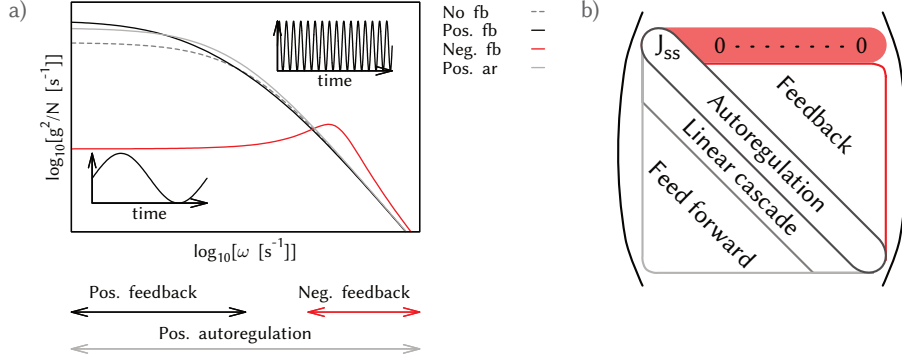 a)
log₁₀[g²/N [s⁻¹]]
time
time
log₁₀[ω [s⁻¹]]
No fb
Pos. fb
Neg. fb
Pos. ar
Pos. feedback
Neg. feedback
Pos. autoregulation
b)
Jss
0 - - - - - - - - 0
Feedback
Autoregulation
Linear cascade
Feed forward